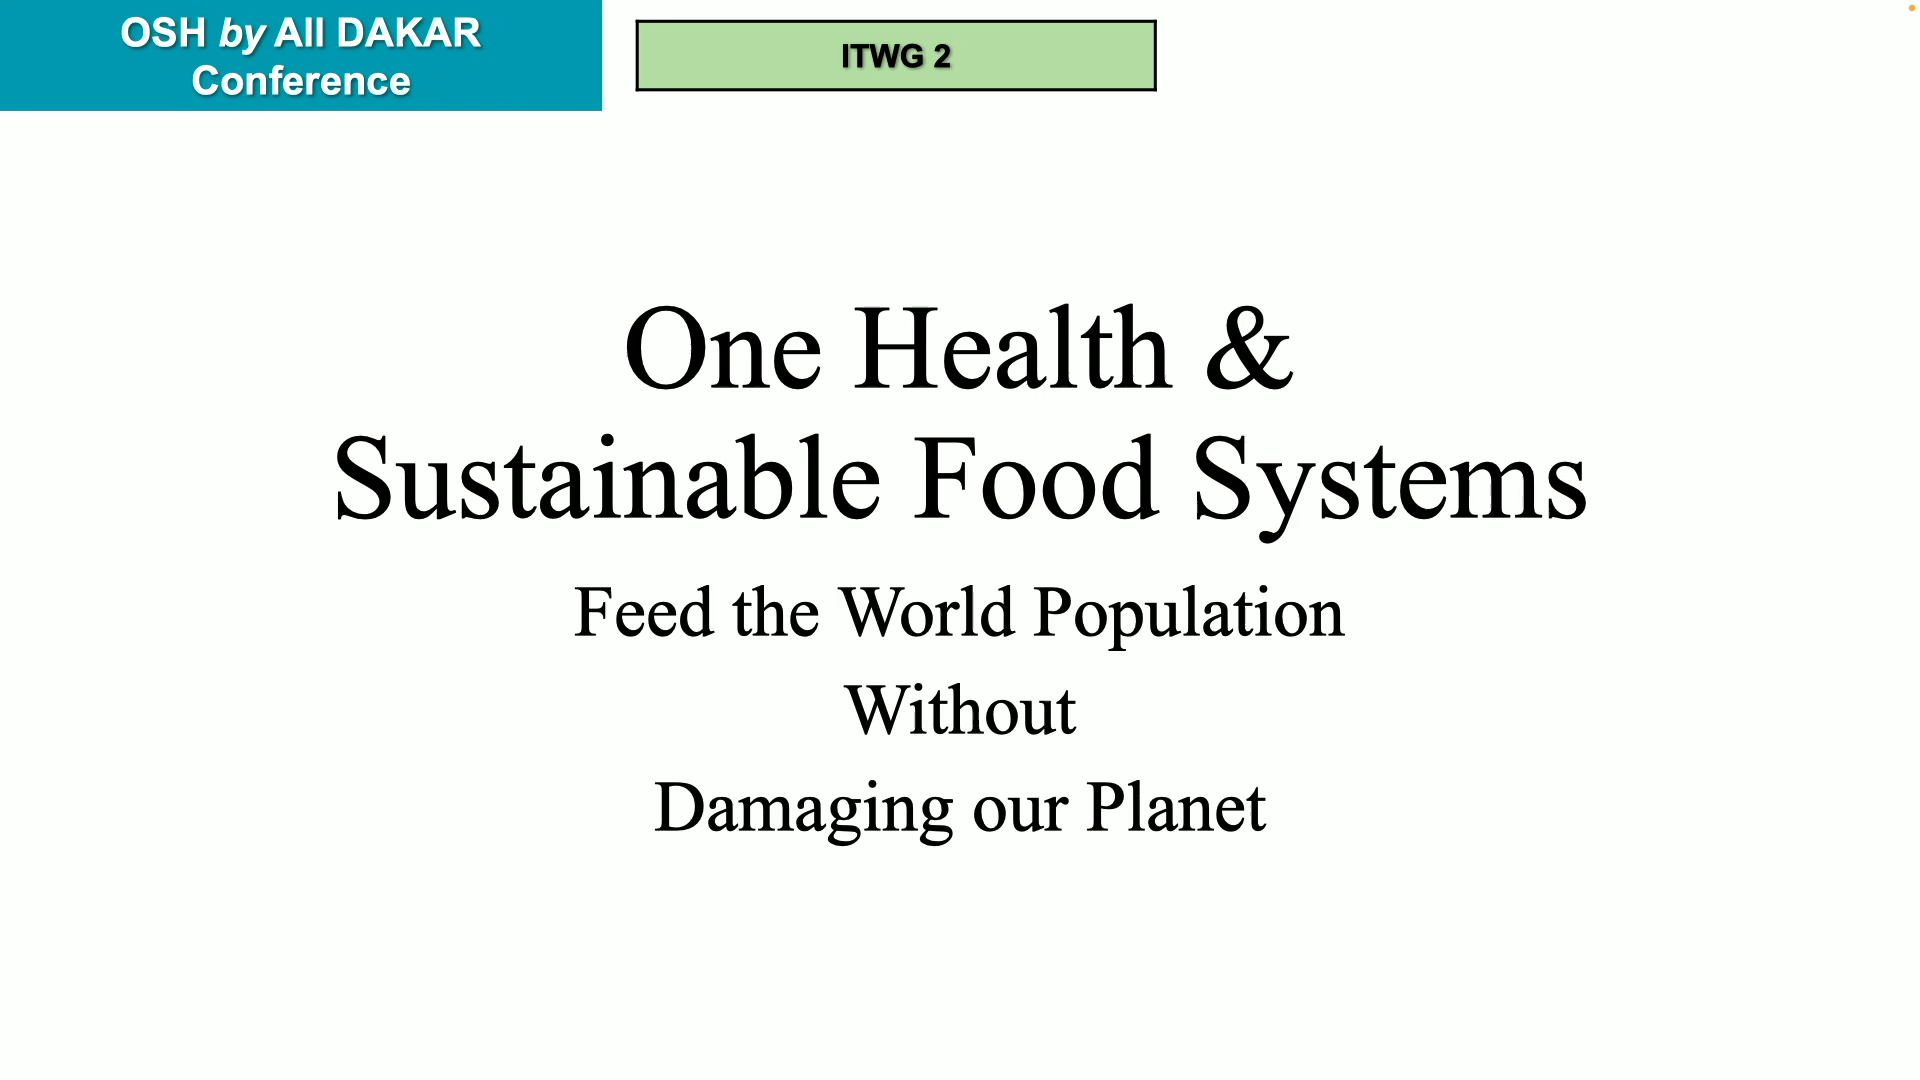 OSH by All DAKAR
Conference
ITWG 2
One Health &
Sustainable Food Systems
Feed the World Population
Without
Damaging our Planet